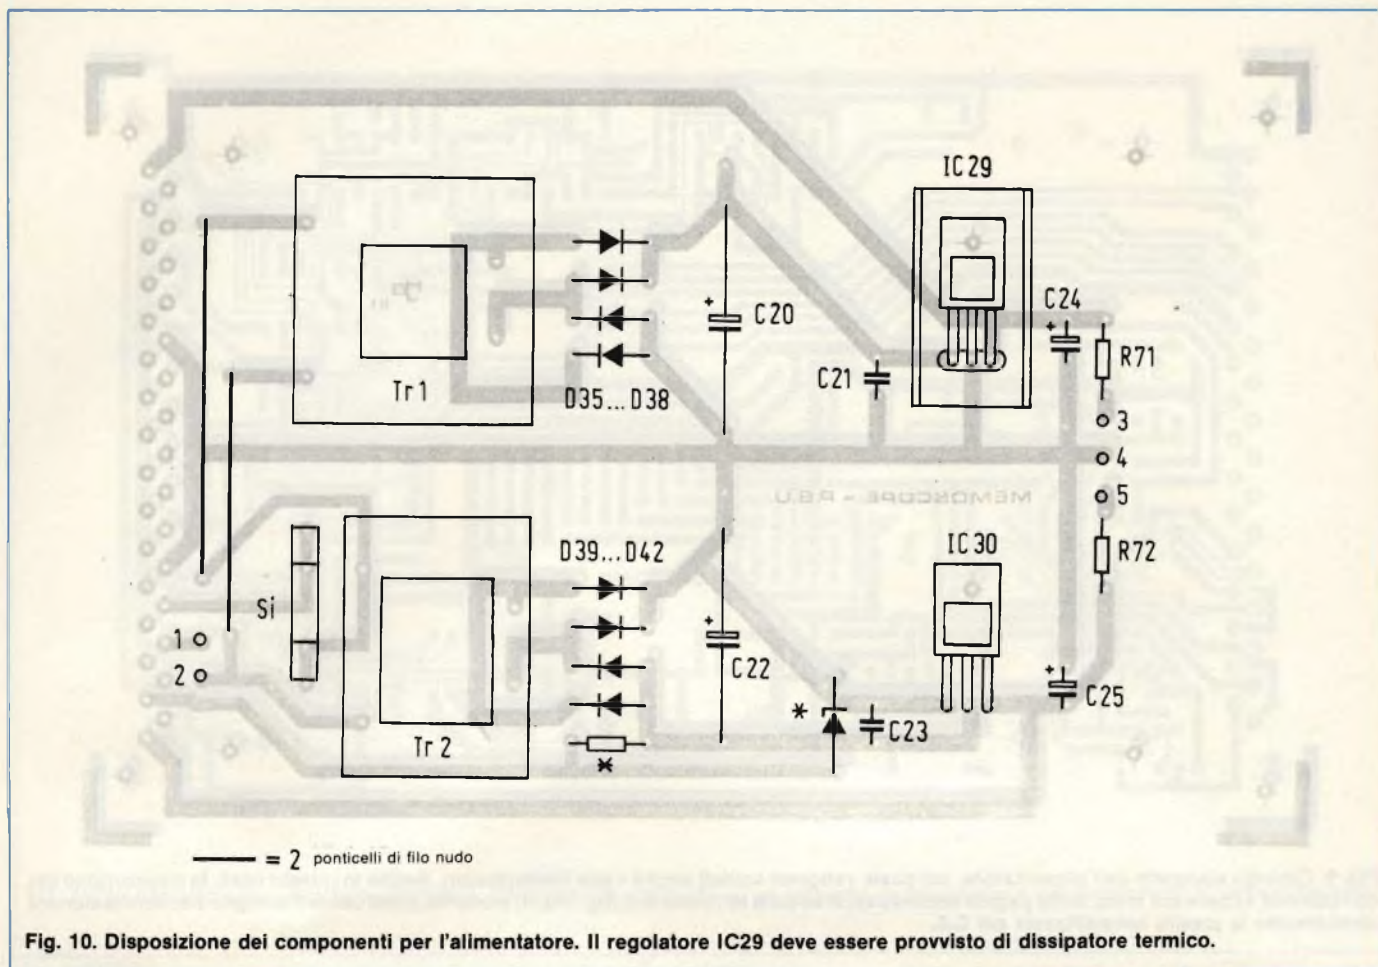 IC29
C20
C24
+
+
C21
R71
Tr1
D35...D38
3
4
5
MEMOSCOPE - P.S.U.
D39...D42
IC30
R72
Si
1
2
+
C22
+
C25
*
C23
Tr2
*
= 2 ponticelli di filo nudo
Fig. 10. Disposizione dei componenti per l'alimentatore. Il regolatore IC29 deve essere provvisto di dissipatore termico.